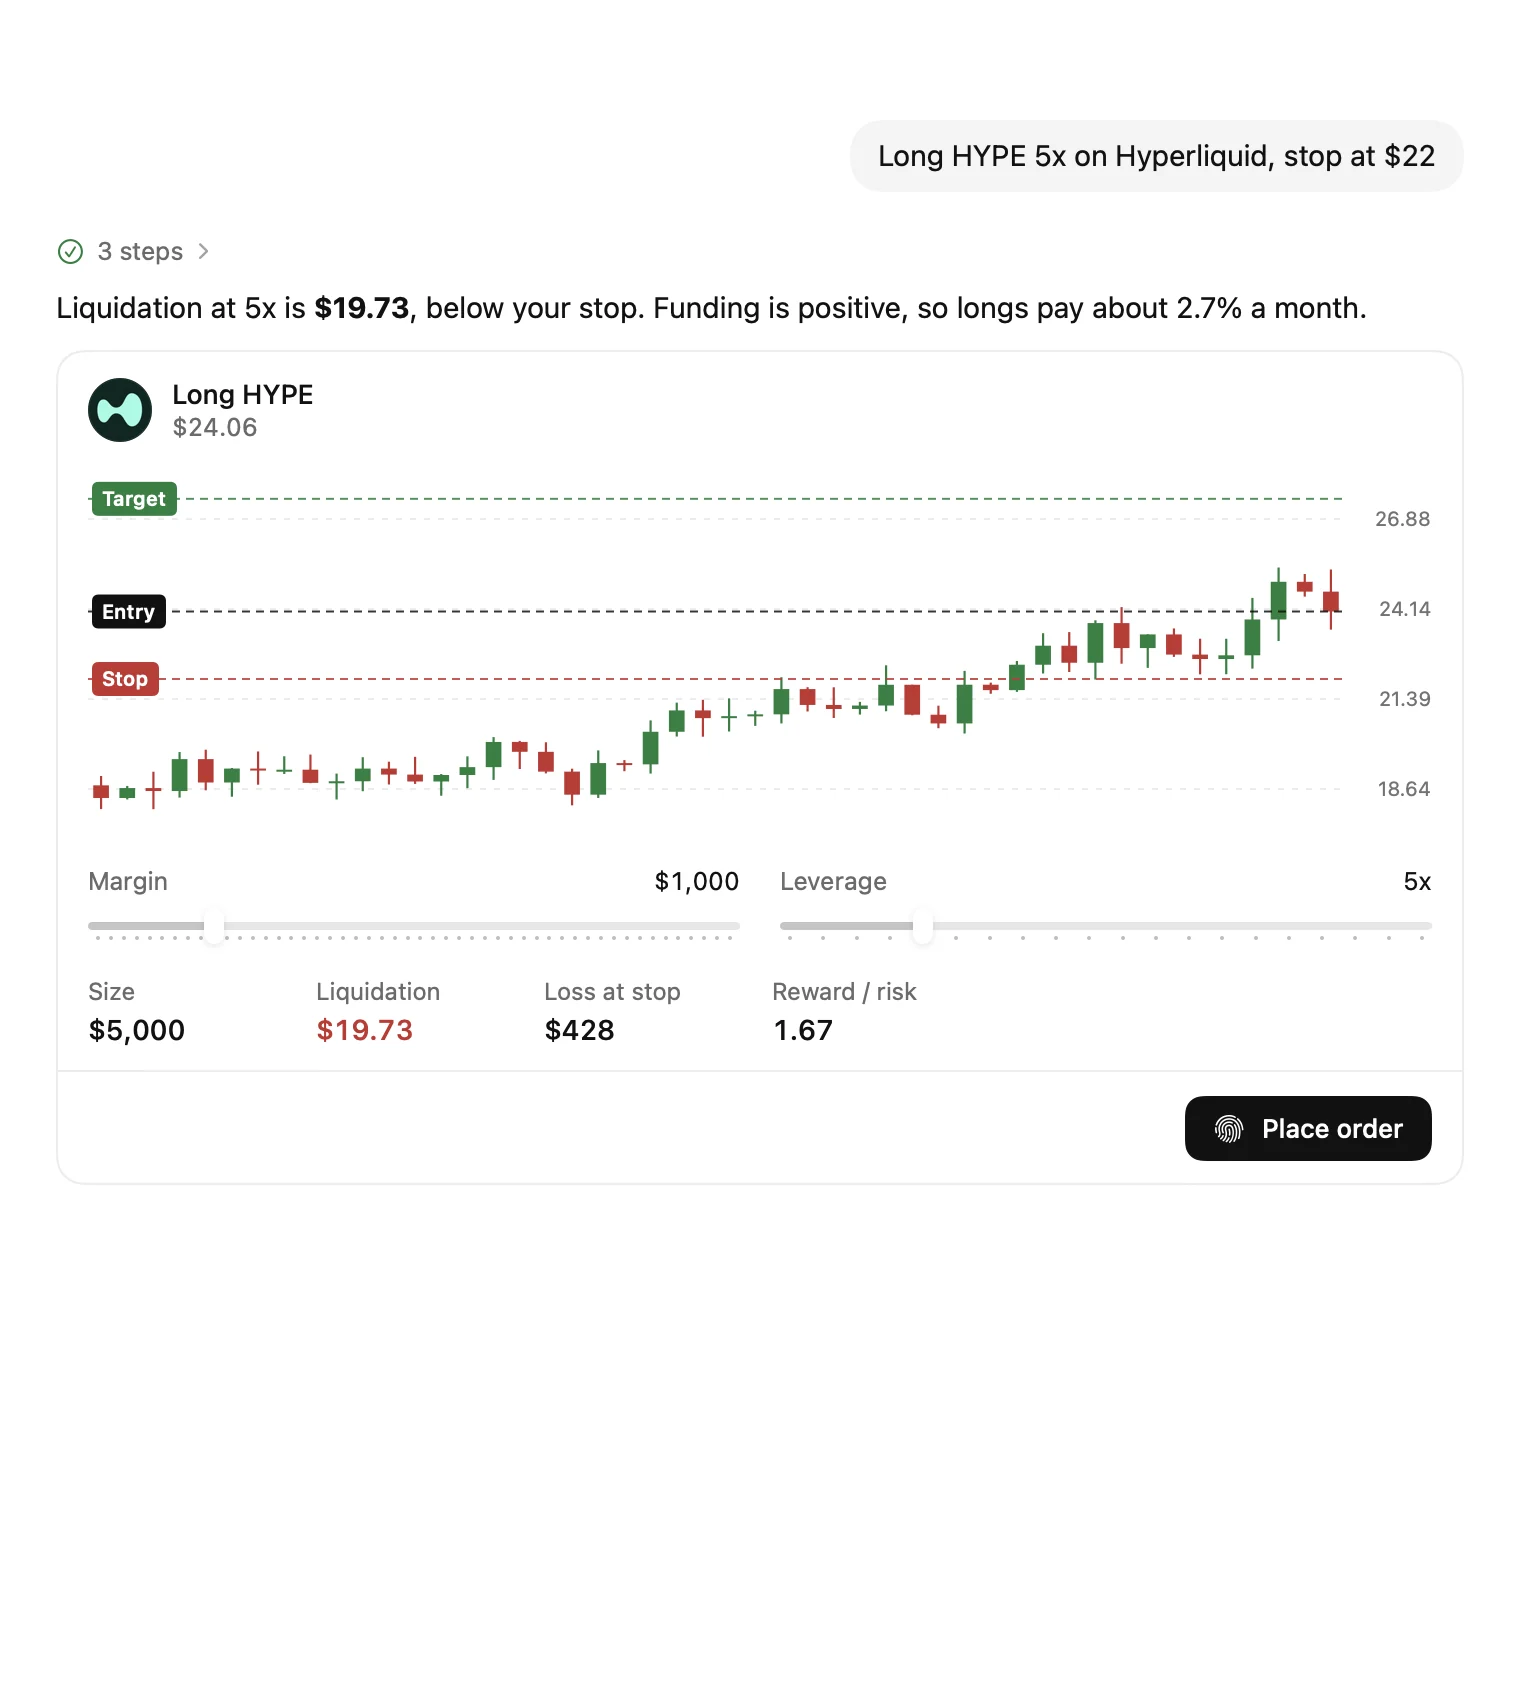 Long HYPE 5x on Hyperliquid, stop at $22
3 steps
Liquidation at 5x is $19.73, below your stop. Funding is positive, so longs pay about 2.7% a month.
Long HYPE
$24.06
Target
26.88
Entry
24.14
Stop
21.39
18.64
Margin $1,000 Leverage 5x
Size Liquidation Loss at stop Reward / risk
$5,000 $19.73 $428 1.67
Place order